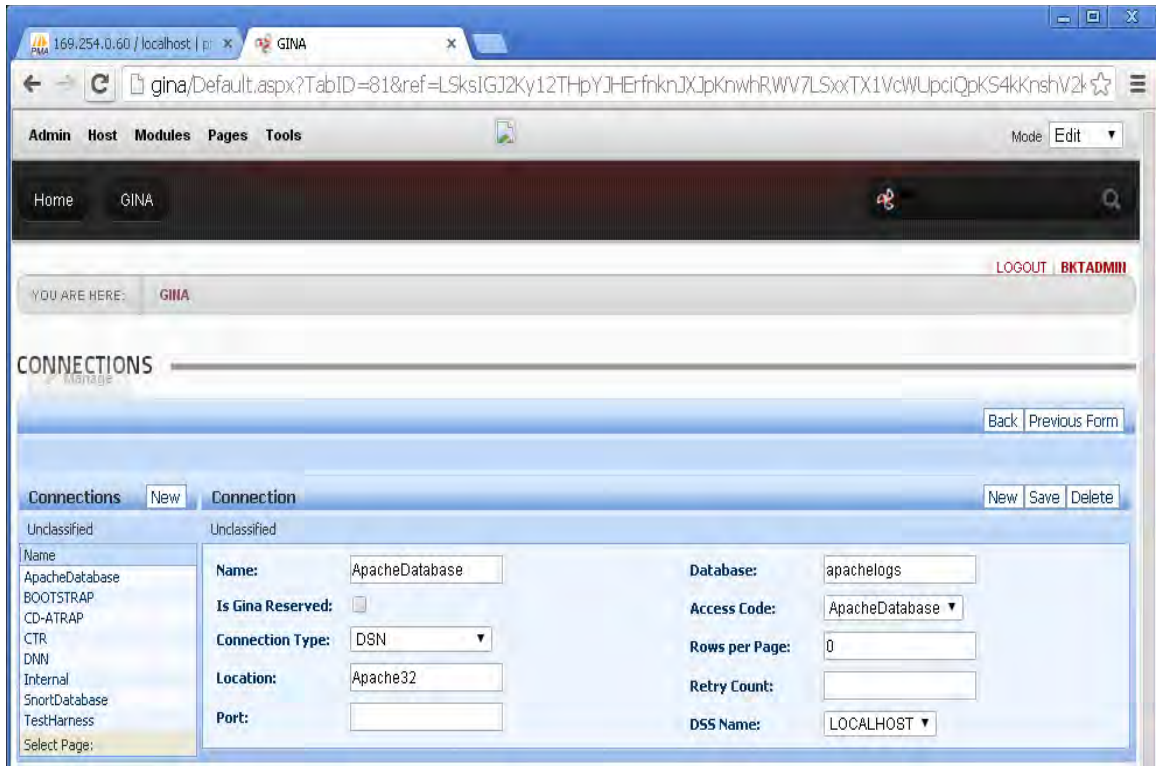 PMA 169.254.0.60 / localhost | p GINA
gina/Default.aspx?TabID=81&ref=
Admin Host Modules Pages Tools Mode Edit
Home GINA
LOGOUT | BKTADMIN
YOU ARE HERE: GINA
CONNECTIONS
Manage
Back Previous Form
Connections New Connection New Save Delete
Unclassified Unclassified
Name
ApacheDatabase
BOOTSTRAP
CD-ATRAP
CTR
DNN
Internal
SnortDatabase
TestHarness
Select Page:
Name: ApacheDatabase Database: apachelogs
Is Gina Reserved: Access Code: ApacheDatabase
Connection Type: DSN Rows per Page: 0
Location: Apache32 Retry Count:
Port: DSS Name: LOCALHOST